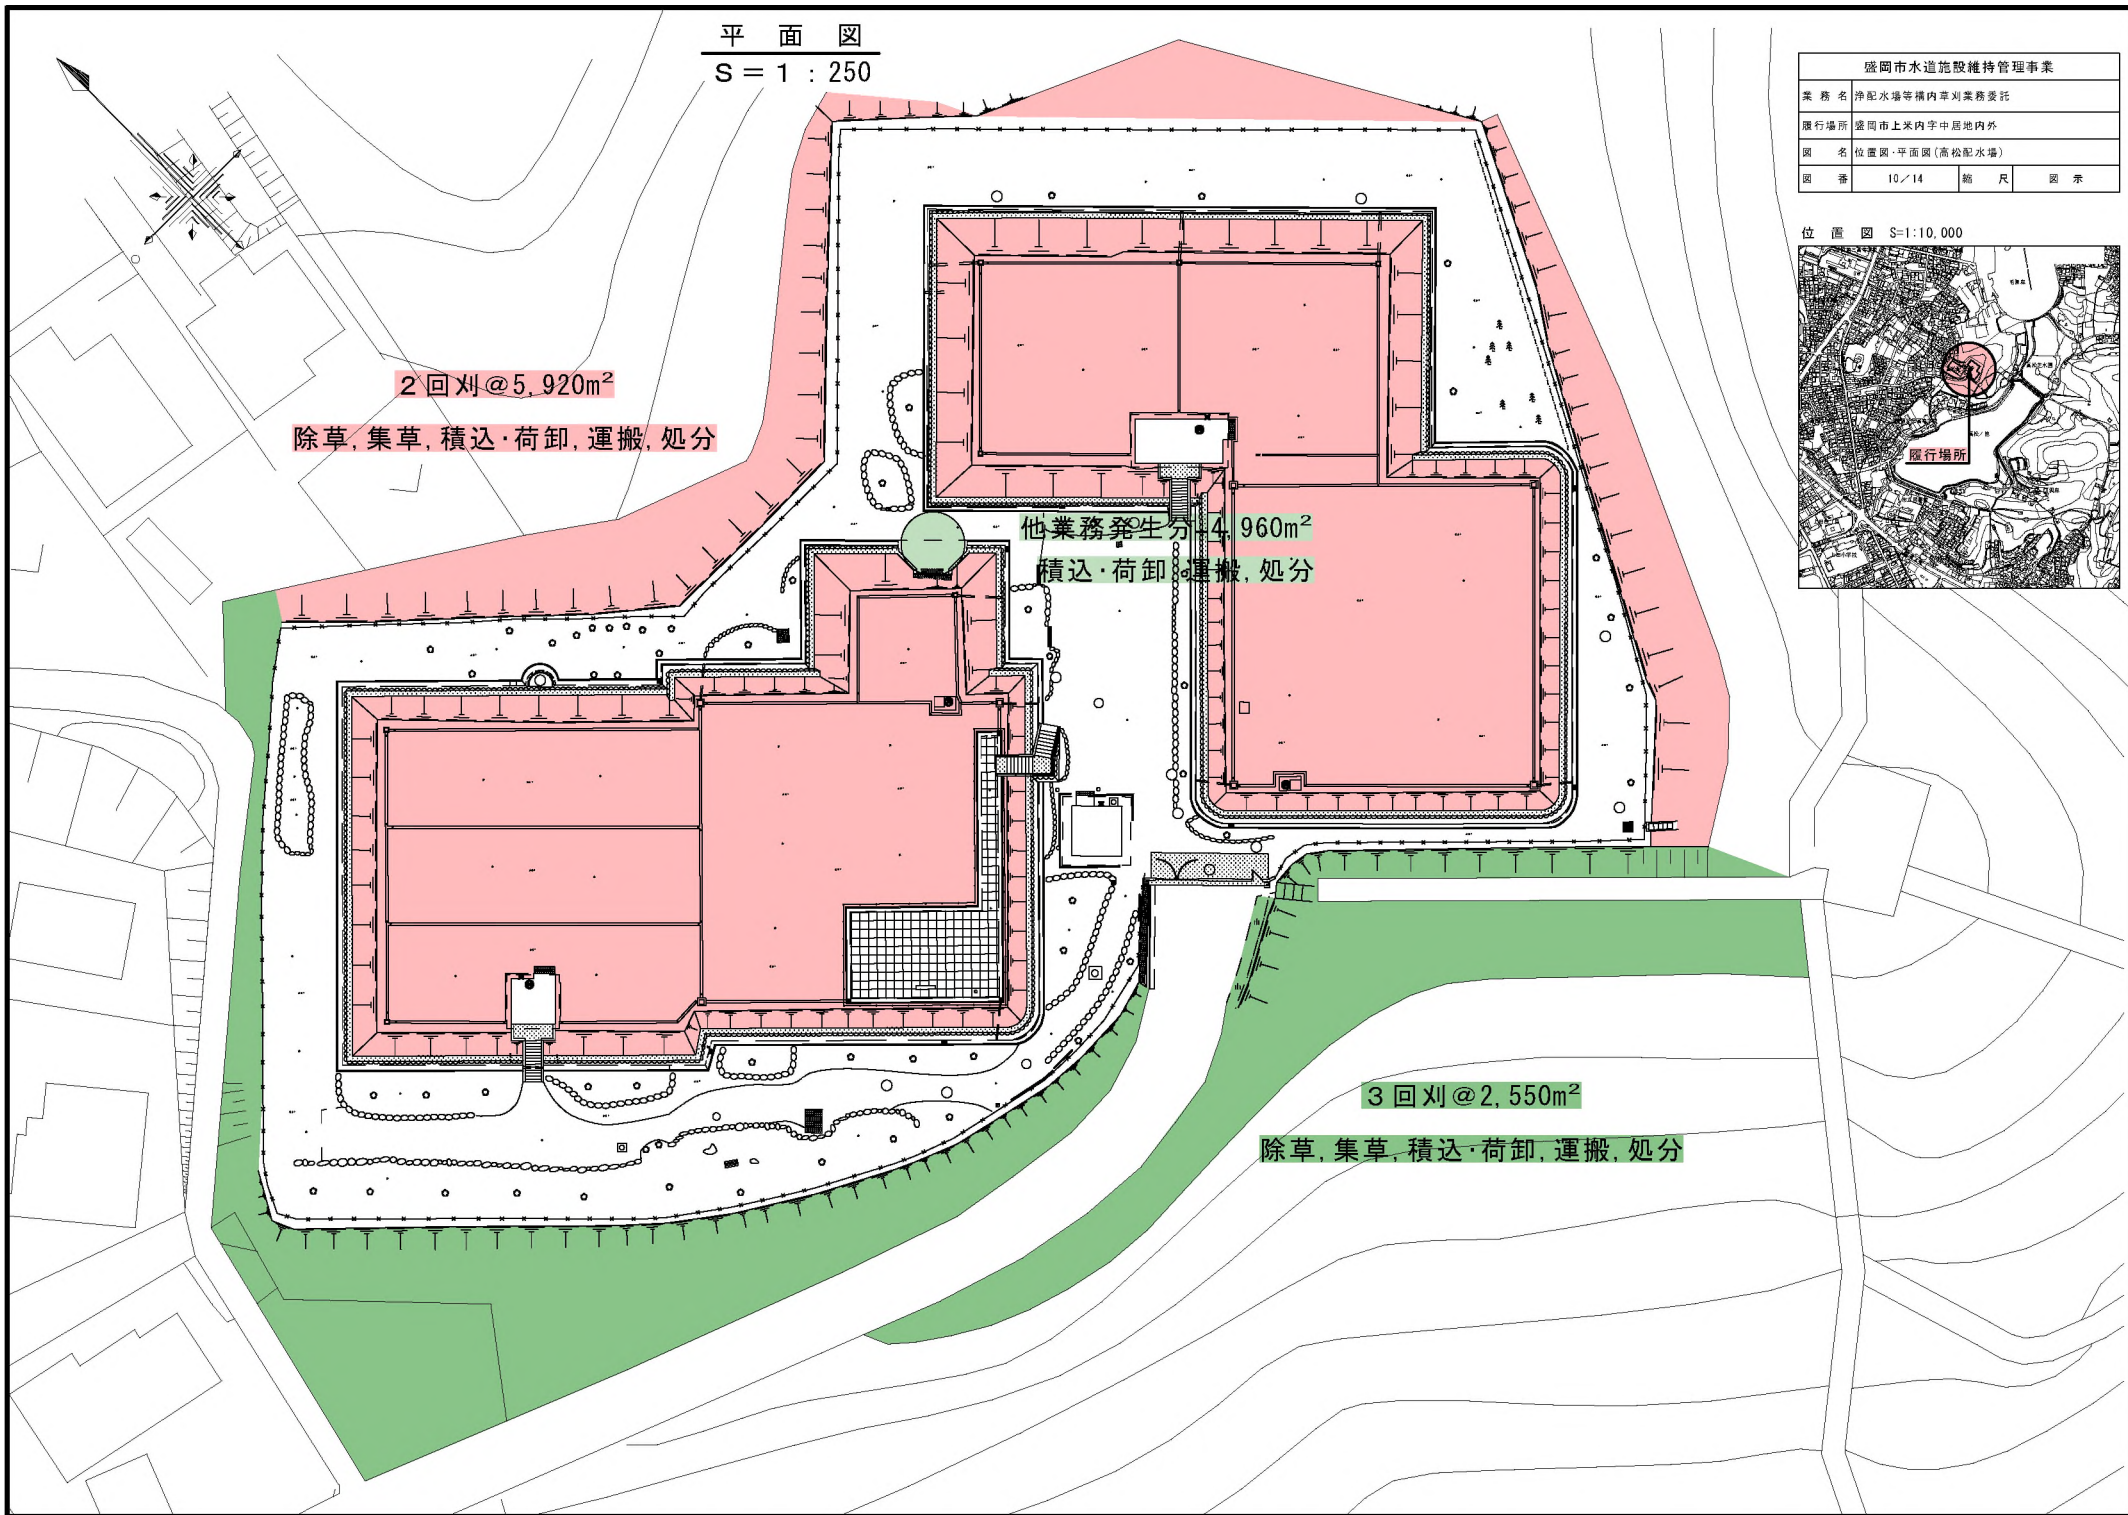 平面図
S=1:250
盛岡市水道施設維持管理事業
業務名 浄配水場等構内草刈業務委託
履行場所 盛岡市上米内字中居地内外
図名 位置図・平面図(高松配水場)
図番 10/14 縮尺 図示
位置図 S=1:10,000
履行場所
2回刈@5,920m²
除草,集草,積込・荷卸,運搬,処分
他業務発生分 4,960m²
積込・荷卸,運搬,処分
3回刈@2,550m²
除草,集草,積込・荷卸,運搬,処分